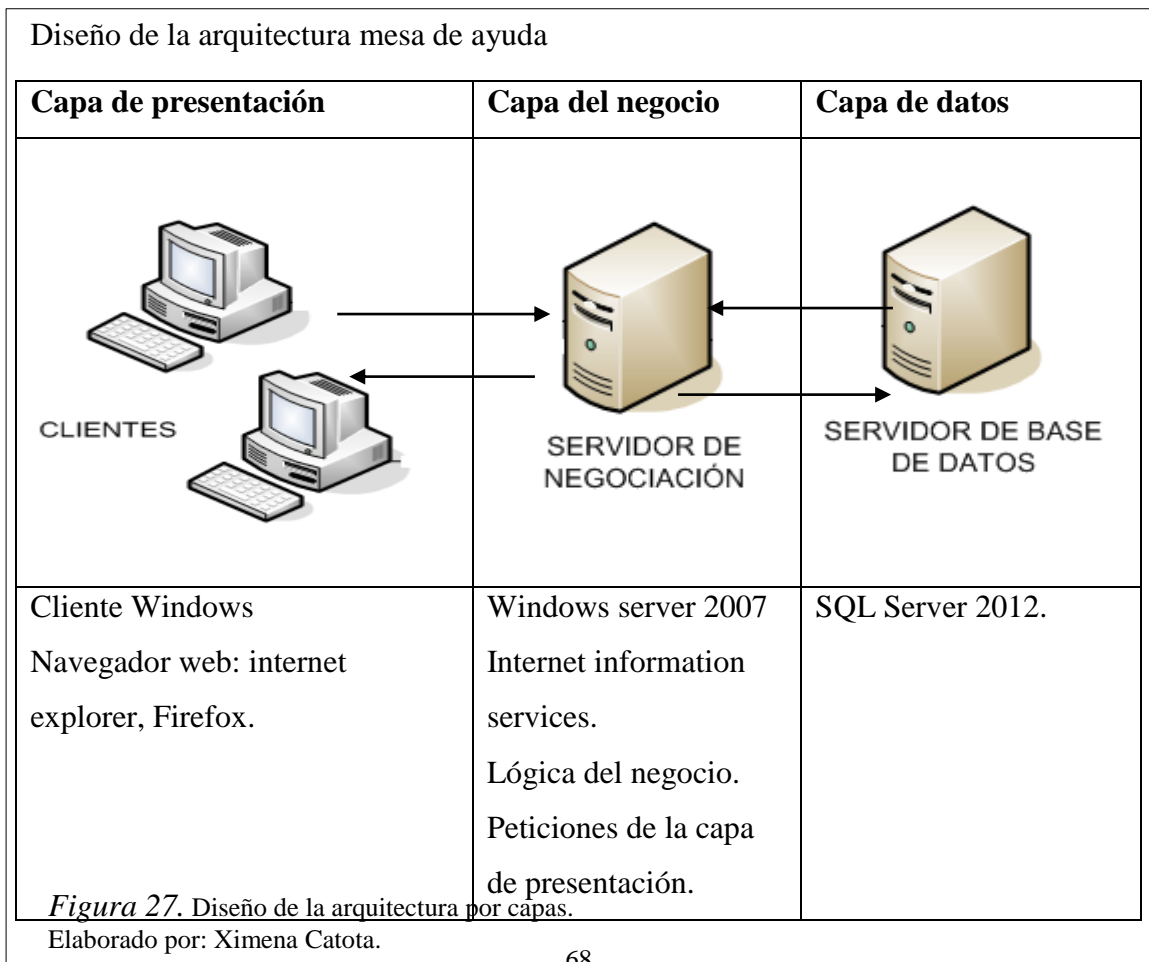 Diseño de la arquitectura mesa de ayuda
Capa de presentación
Capa del negocio
Capa de datos
CLIENTES
SERVIDOR DE
NEGOCIACIÓN
SERVIDOR DE BASE
DE DATOS
Cliente Windows
Navegador web: internet
explorer, Firefox.
Windows server 2007
Internet information
services.
Lógica del negocio.
Peticiones de la capa
de presentación.
SQL Server 2012.
Figura 27. Diseño de la arquitectura por capas.
Elaborado por: Ximena Catota.
68